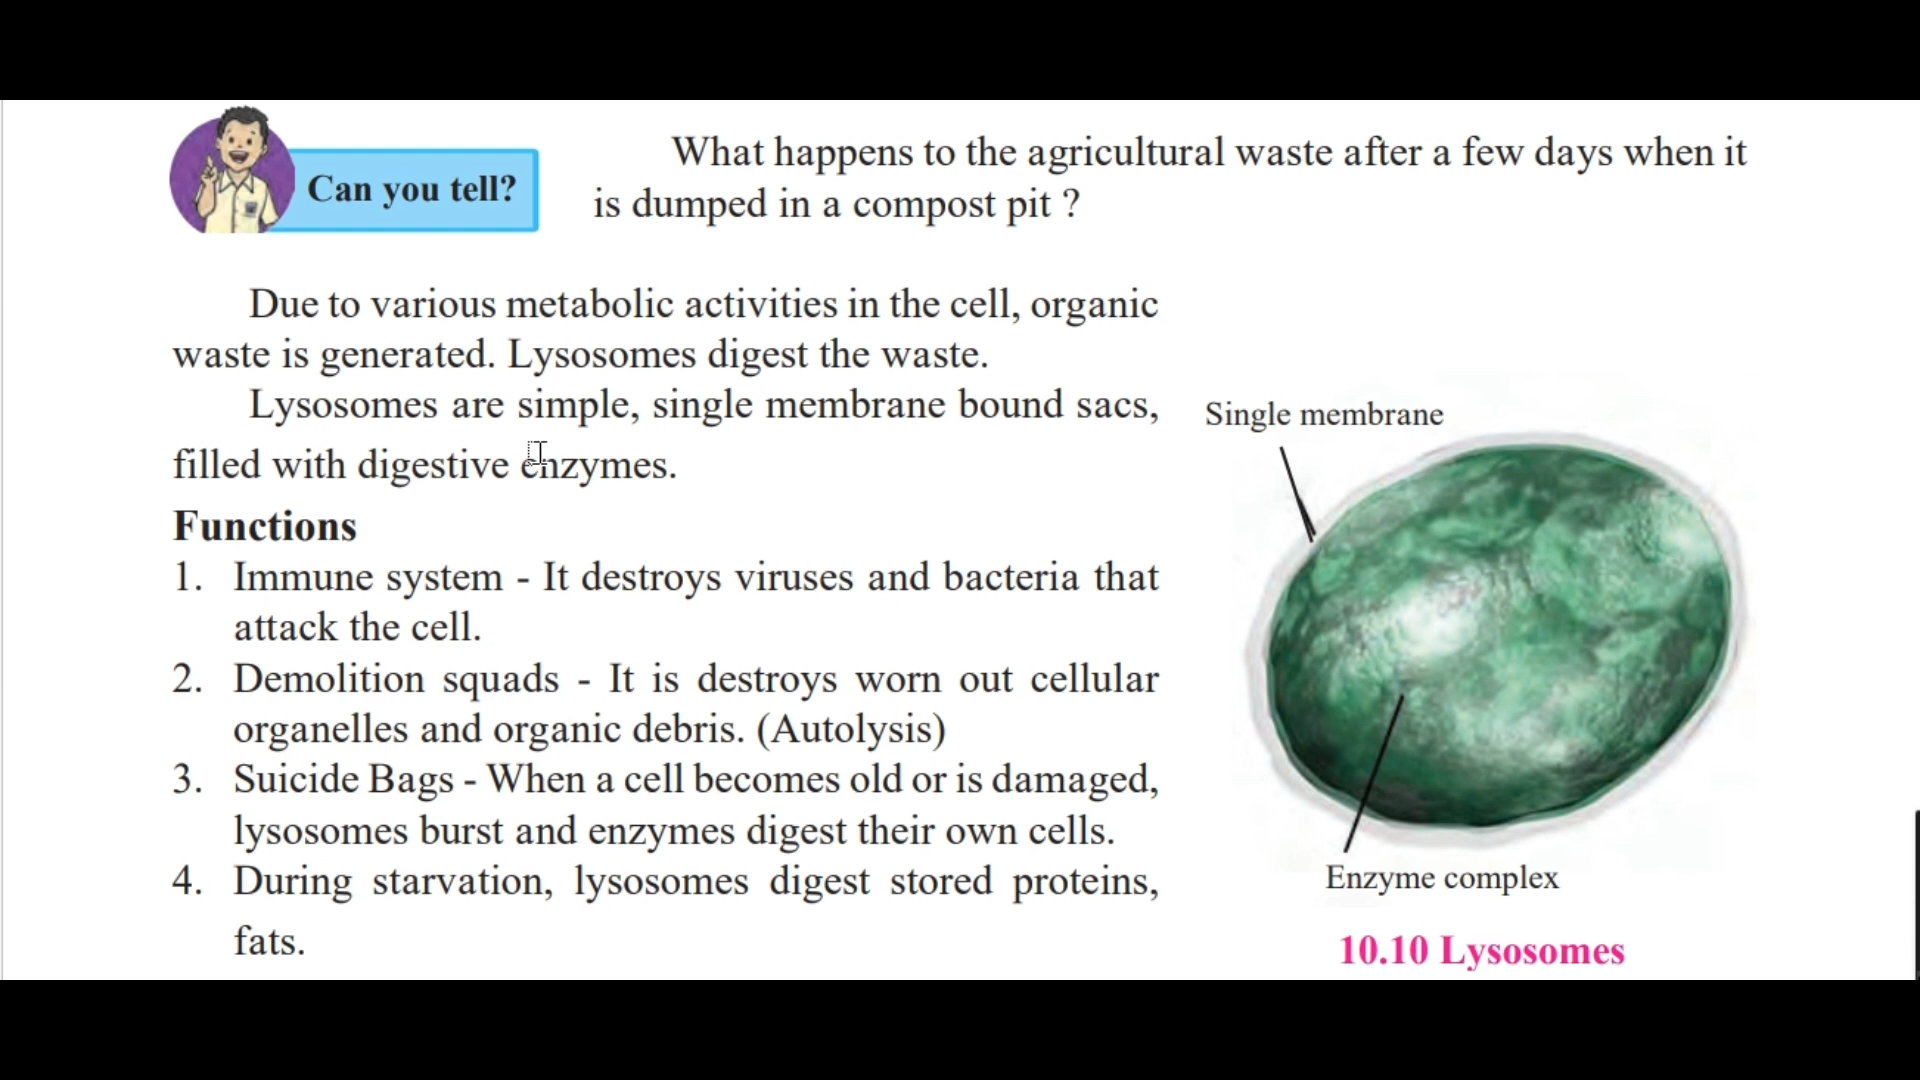 Can you tell?
What happens to the agricultural waste after a few days when it
is dumped in a compost pit ?
Due to various metabolic activities in the cell, organic
waste is generated. Lysosomes digest the waste.
Lysosomes are simple, single membrane bound sacs,
filled with digestive enzymes.
Functions
1. Immune system - It destroys viruses and bacteria that
attack the cell.
2. Demolition squads - It is destroys worn out cellular
organelles and organic debris. (Autolysis)
3. Suicide Bags - When a cell becomes old or is damaged,
lysosomes burst and enzymes digest their own cells.
4. During starvation, lysosomes digest stored proteins,
fats.
Single membrane
Enzyme complex
10.10 Lysosomes